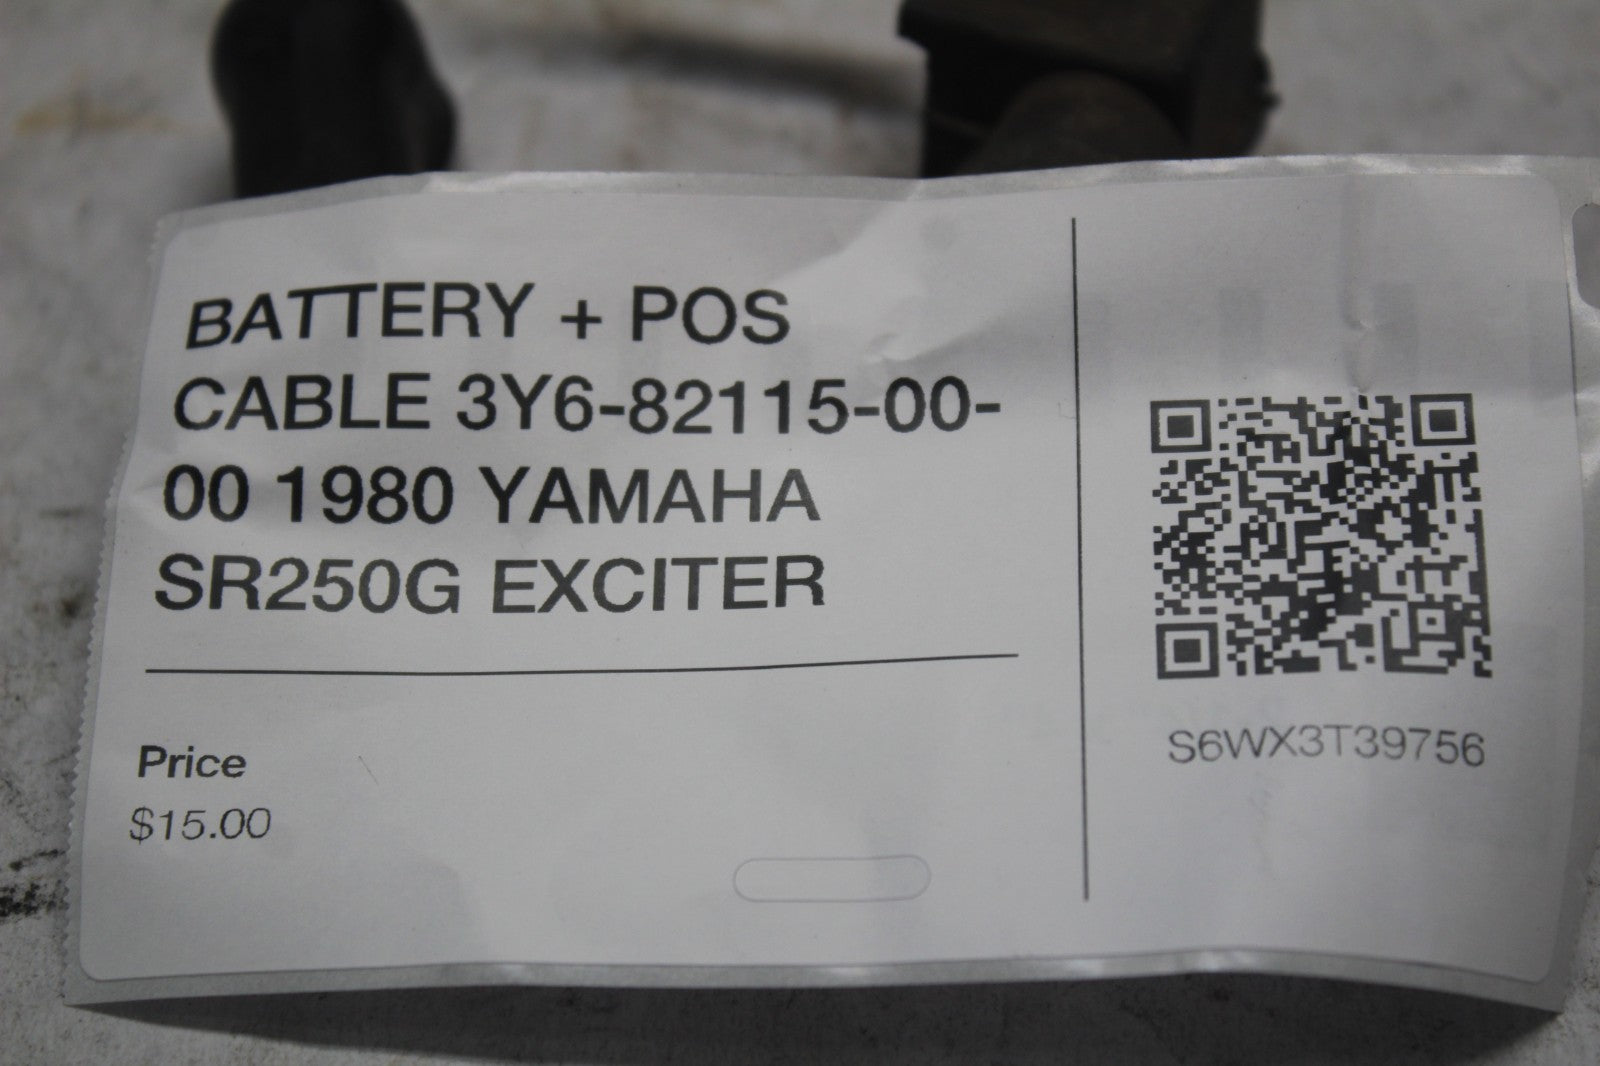 BATTERY + POS
CABLE 3Y6-82115-00-
00 1980 YAMAHA
SR250G EXCITER
Price
$15.00
S6WX3T39756